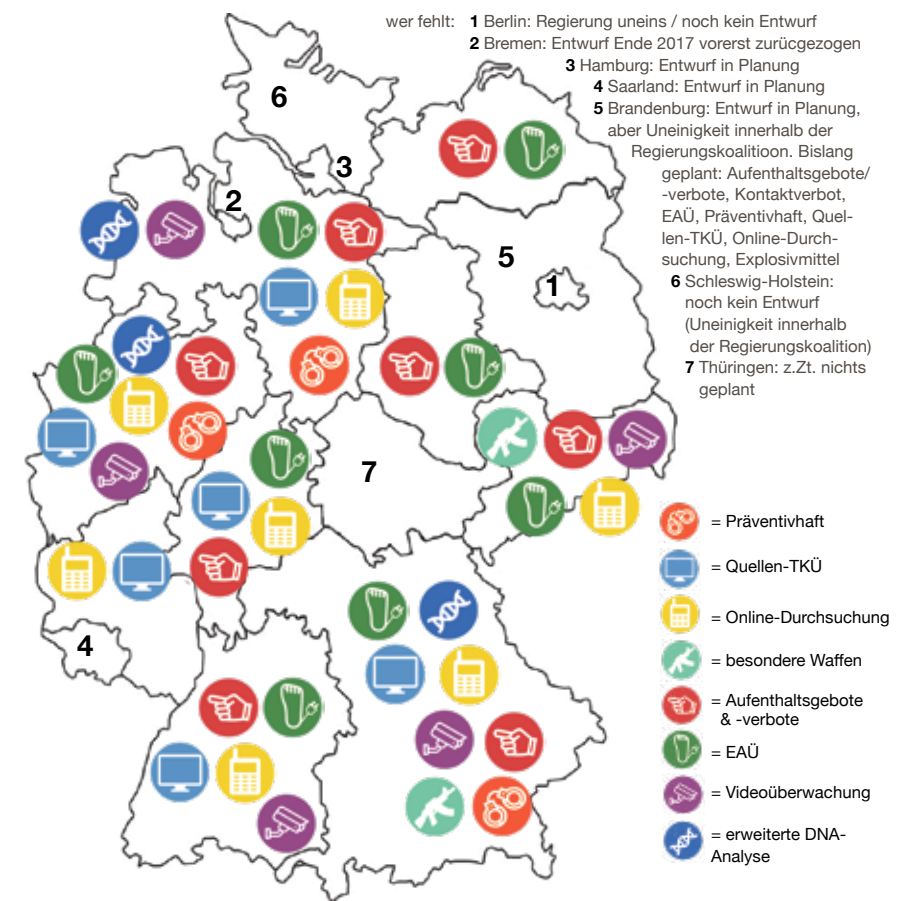 wer fehlt: 1 Berlin: Regierung uneins / noch kein Entwurf
2 Bremen: Entwurf Ende 2017 vorerst zurücgezogen
3 Hamburg: Entwurf in Planung
4 Saarland: Entwurf in Planung
5 Brandenburg: Entwurf in Planung,
aber Uneinigkeit innerhalb der
Regierungskoalitioon. Bislang
geplant: Aufenthaltsgebote/
-verbote, Kontaktverbot,
EAÜ, Präventivhaft, Quel-
len-TKÜ, Online-Durch-
suchung, Explosivmittel
6 Schleswig-Holstein:
noch kein Entwurf
(Uneinigkeit innerhalb
der Regierungskoalition)
7 Thüringen: z.Zt. nichts
geplant
6
3
2
5
1
7
4
= Präventivhaft
= Quellen-TKÜ
= Online-Durchsuchung
= besondere Waffen
= Aufenthaltsgebote
& -verbote
= EAÜ
= Videoüberwachung
= erweiterte DNA-
Analyse